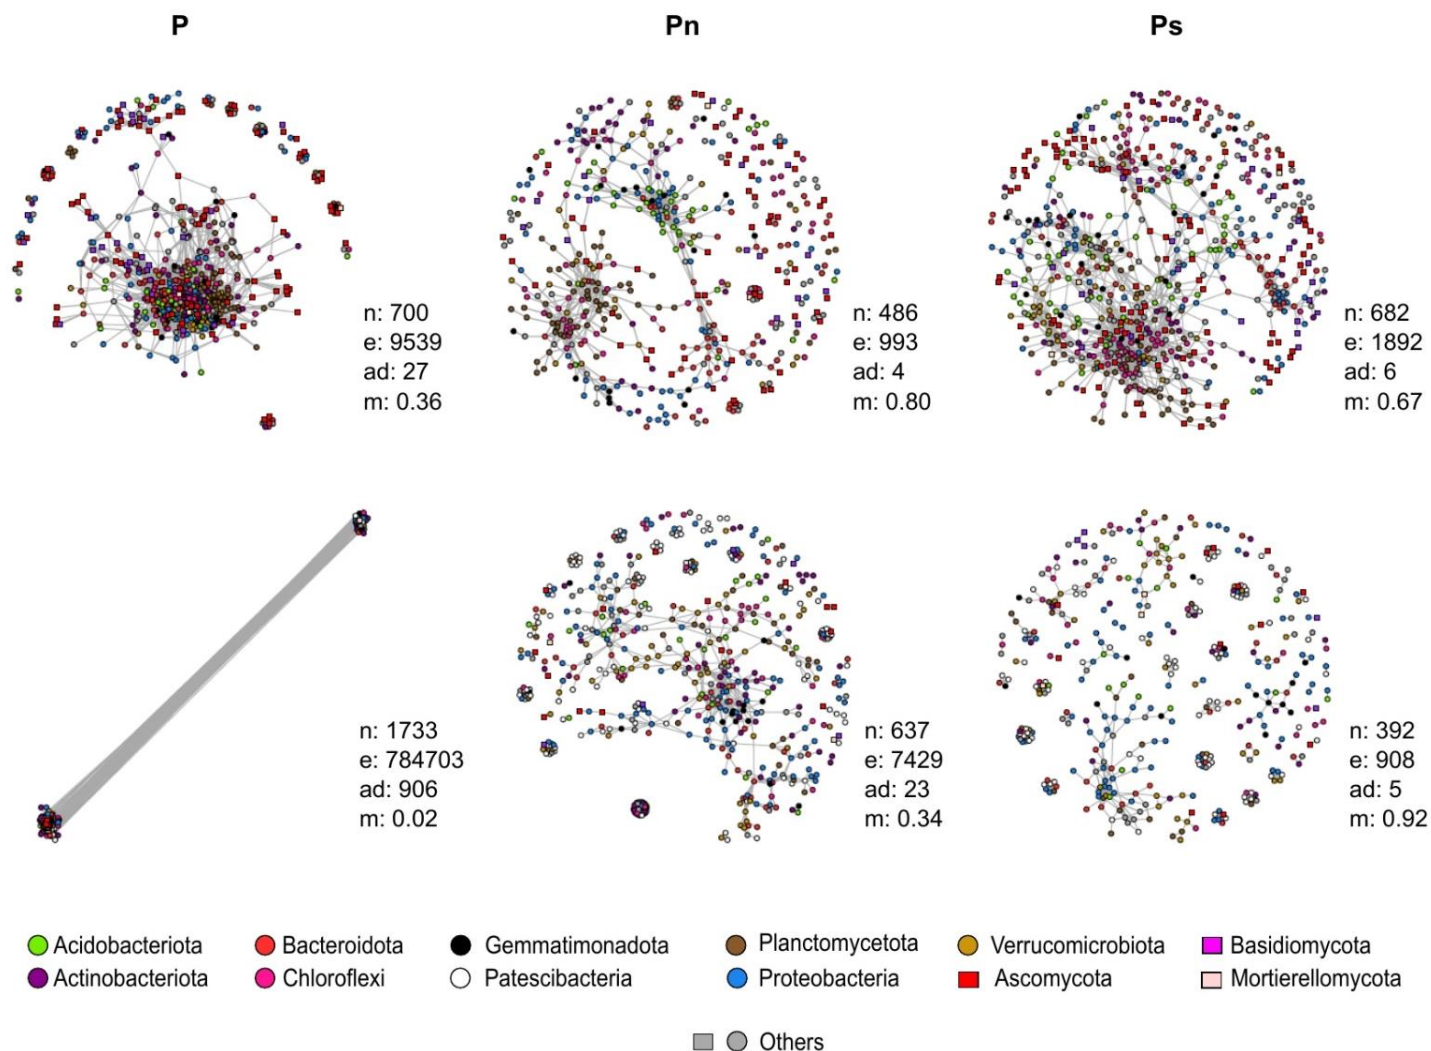 P Pn Ps
n: 700
e: 9539
ad: 27
m: 0.36
n: 486
e: 993
ad: 4
m: 0.80
n: 682
e: 1892
ad: 6
m: 0.67
n: 1733
e: 784703
ad: 906
m: 0.02
n: 637
e: 7429
ad: 23
m: 0.34
n: 392
e: 908
ad: 5
m: 0.92
Acidobacteriota Bacteroidota Gemmatimonadota Planctomycetota Verrucomicrobiota Basidiomycota
Actinobacteriota Chloroflexi Patescibacteria Proteobacteria Ascomycota Mortierellomycota
Others